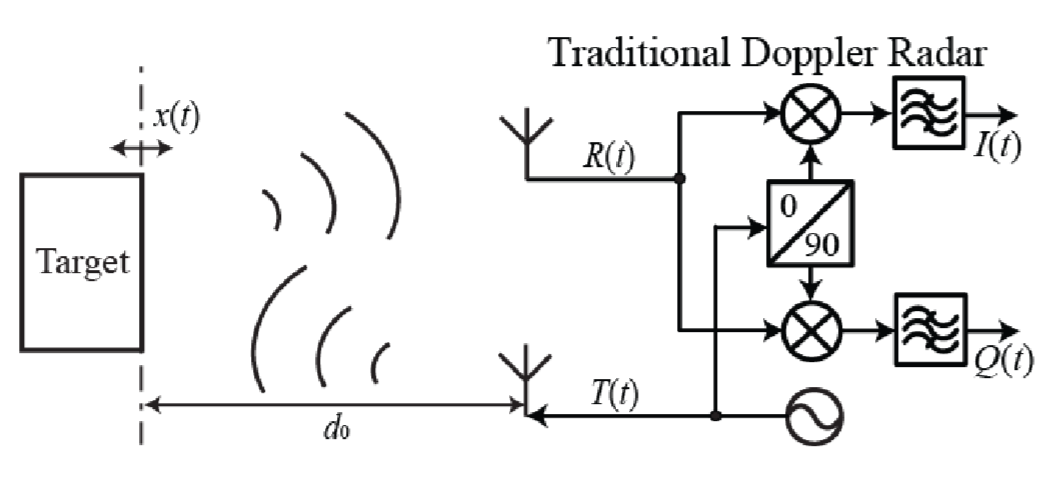 Traditional Doppler Radar
x(t)
R(t)
I(t)
0
90
Target
Q(t)
T(t)
d0